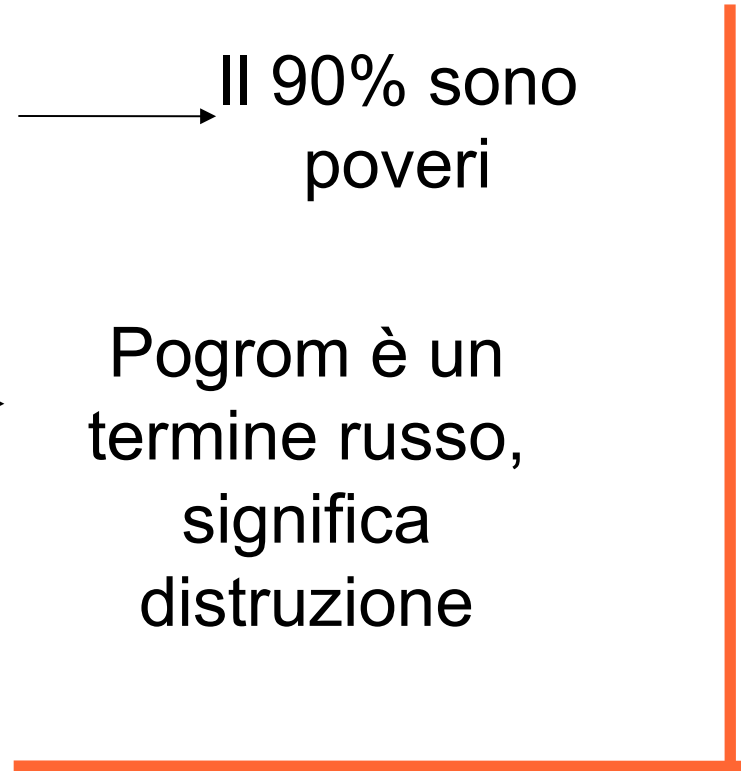 Il 90% sono
poveri
Pogrom è un
termine russo,
significa
distruzione